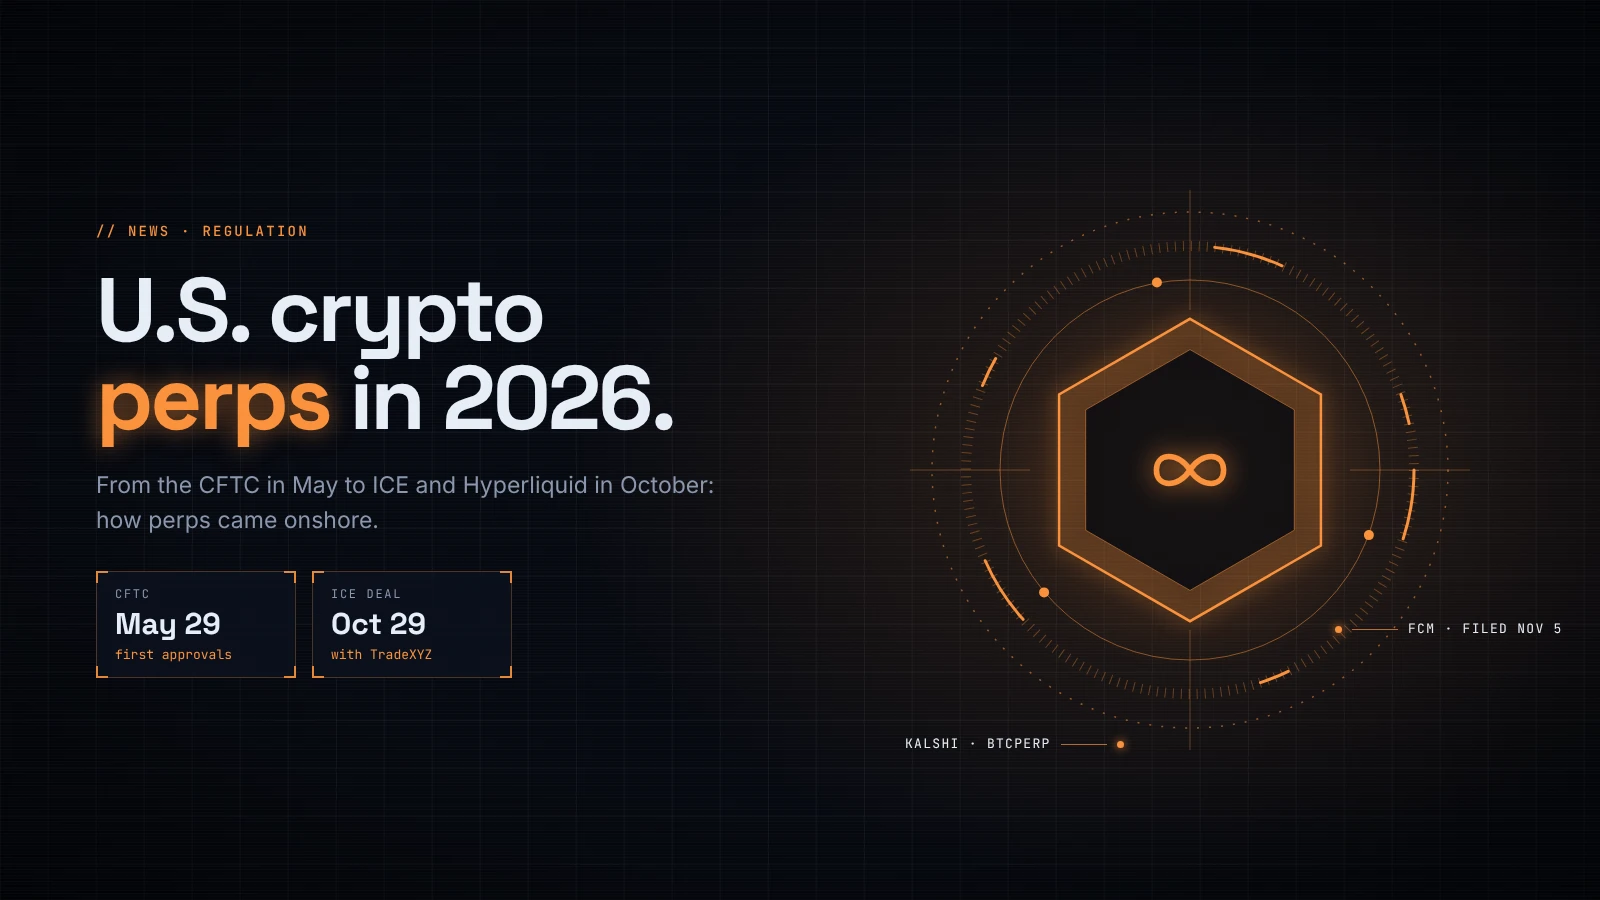 // NEWS · REGULATION
U.S. crypto
perps in 2026.
From the CFTC in May to ICE and Hyperliquid in October:
how perps came onshore.
CFTC
May 29
first approvals
ICE DEAL
Oct 29
with TradeXYZ
FCM · FILED NOV 5
KALSHI · BTCPERP